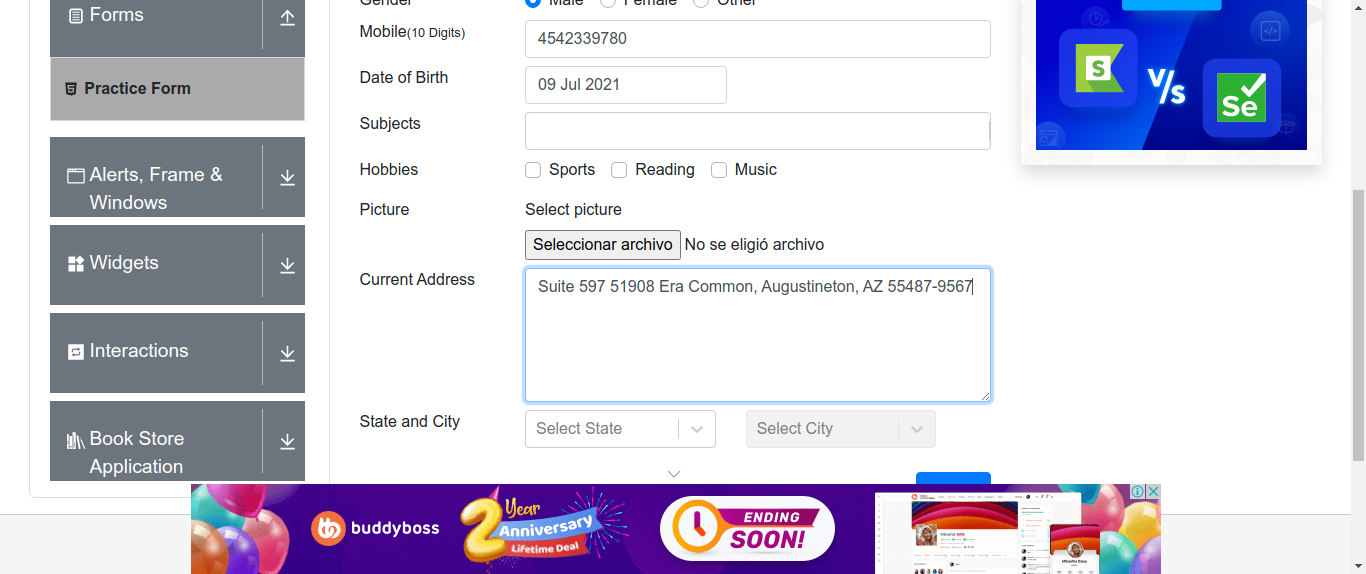 Forms
Practice Form
Alerts, Frame &
Windows
Widgets
Interactions
Book Store
Application
Gender Male Female Other
Mobile(10 Digits) 4542339780
Date of Birth 09 Jul 2021
Subjects
Hobbies Sports Reading Music
Picture Select picture
Seleccionar archivo No se eligió archivo
Current Address Suite 597 51908 Era Common, Augustineton, AZ 55487-9567
State and City Select State Select City
S V/s Se
bb buddyboss
2 Year
Anniversary
Lifetime Deal
ENDING
SOON!